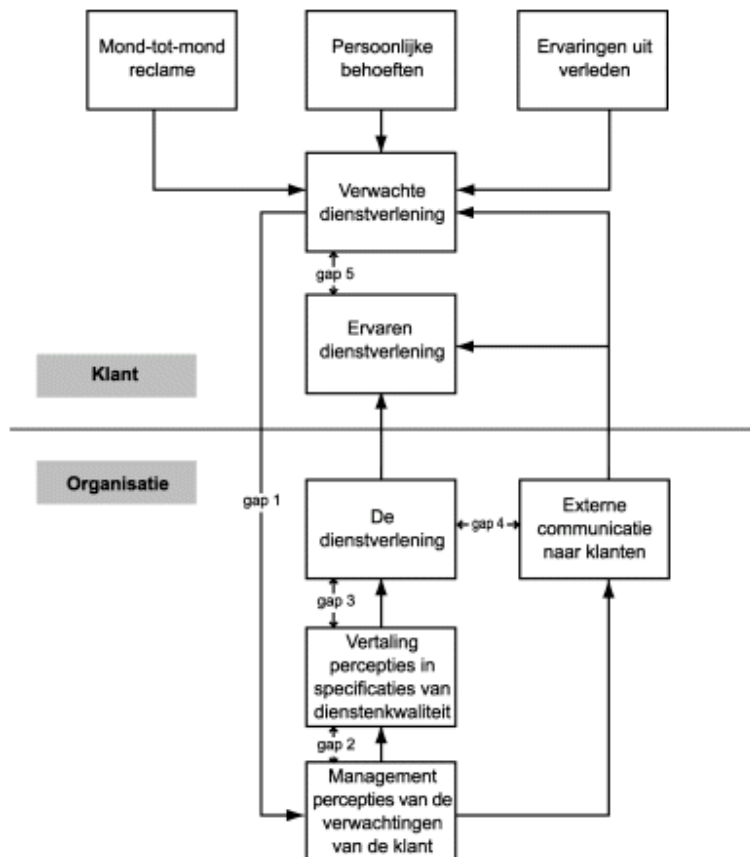 Mond-tot-mond
reclame
Persoonlijke
behoeften
Ervaringen uit
verleden
Verwachte
dienstverlening
gap 5
Ervaren
dienstverlening
Klant
Organisatie
gap 1
De
dienstverlening
gap 4
Externe
communicatie
naar klanten
gap 3
Vertaling
percepties in
specificaties van
dienstenkwaliteit
gap 2
Management
percepties van de
verwachtingen
van de klant